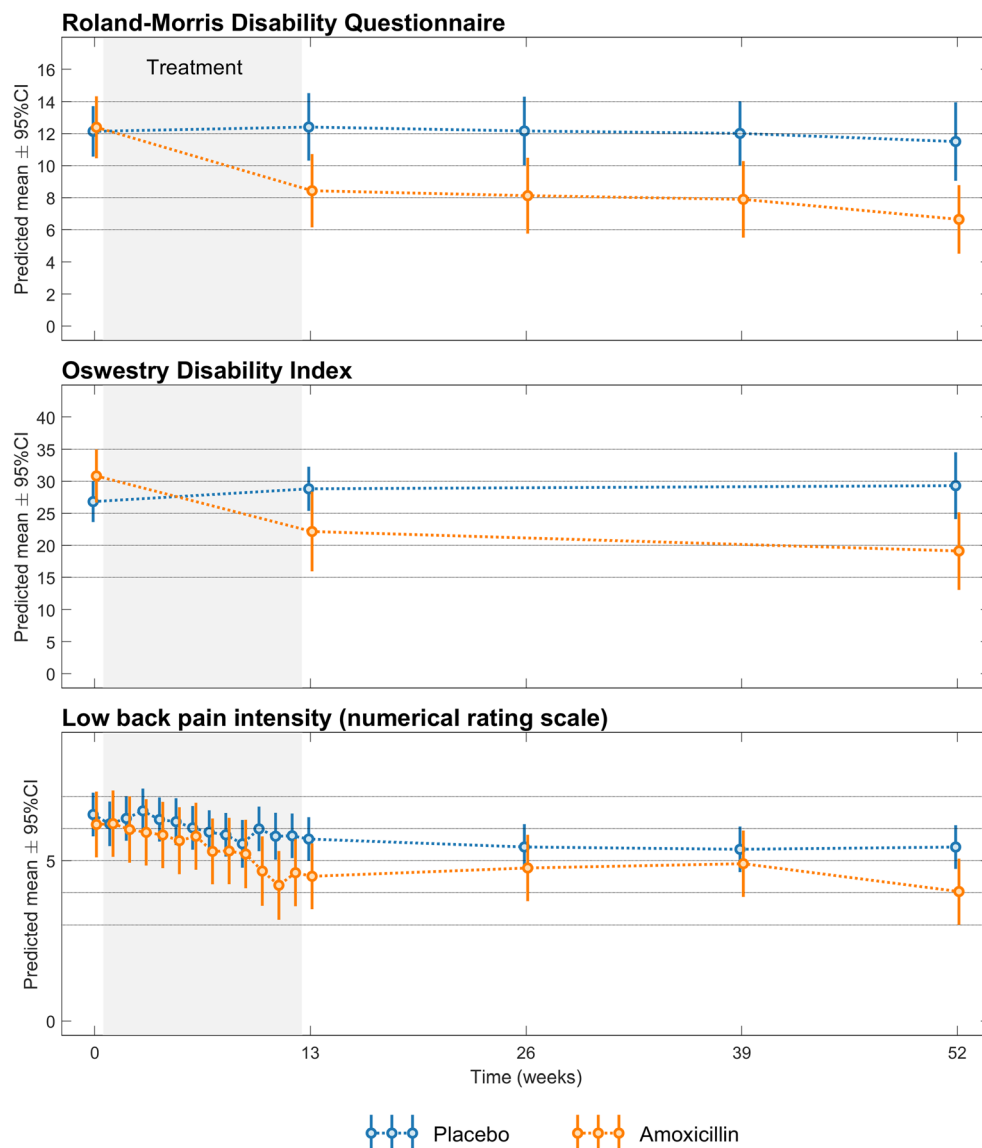 Roland-Morris Disability Questionnaire
Treatment
Predicted mean ± 95%CI
16
14
12
10
8
6
4
2
0
Oswestry Disability Index
Predicted mean ± 95%CI
40
35
30
25
20
15
10
5
0
Low back pain intensity (numerical rating scale)
Predicted mean ± 95%CI
5
0
0 13 26 39 52
Time (weeks)
Placebo Amoxicillin